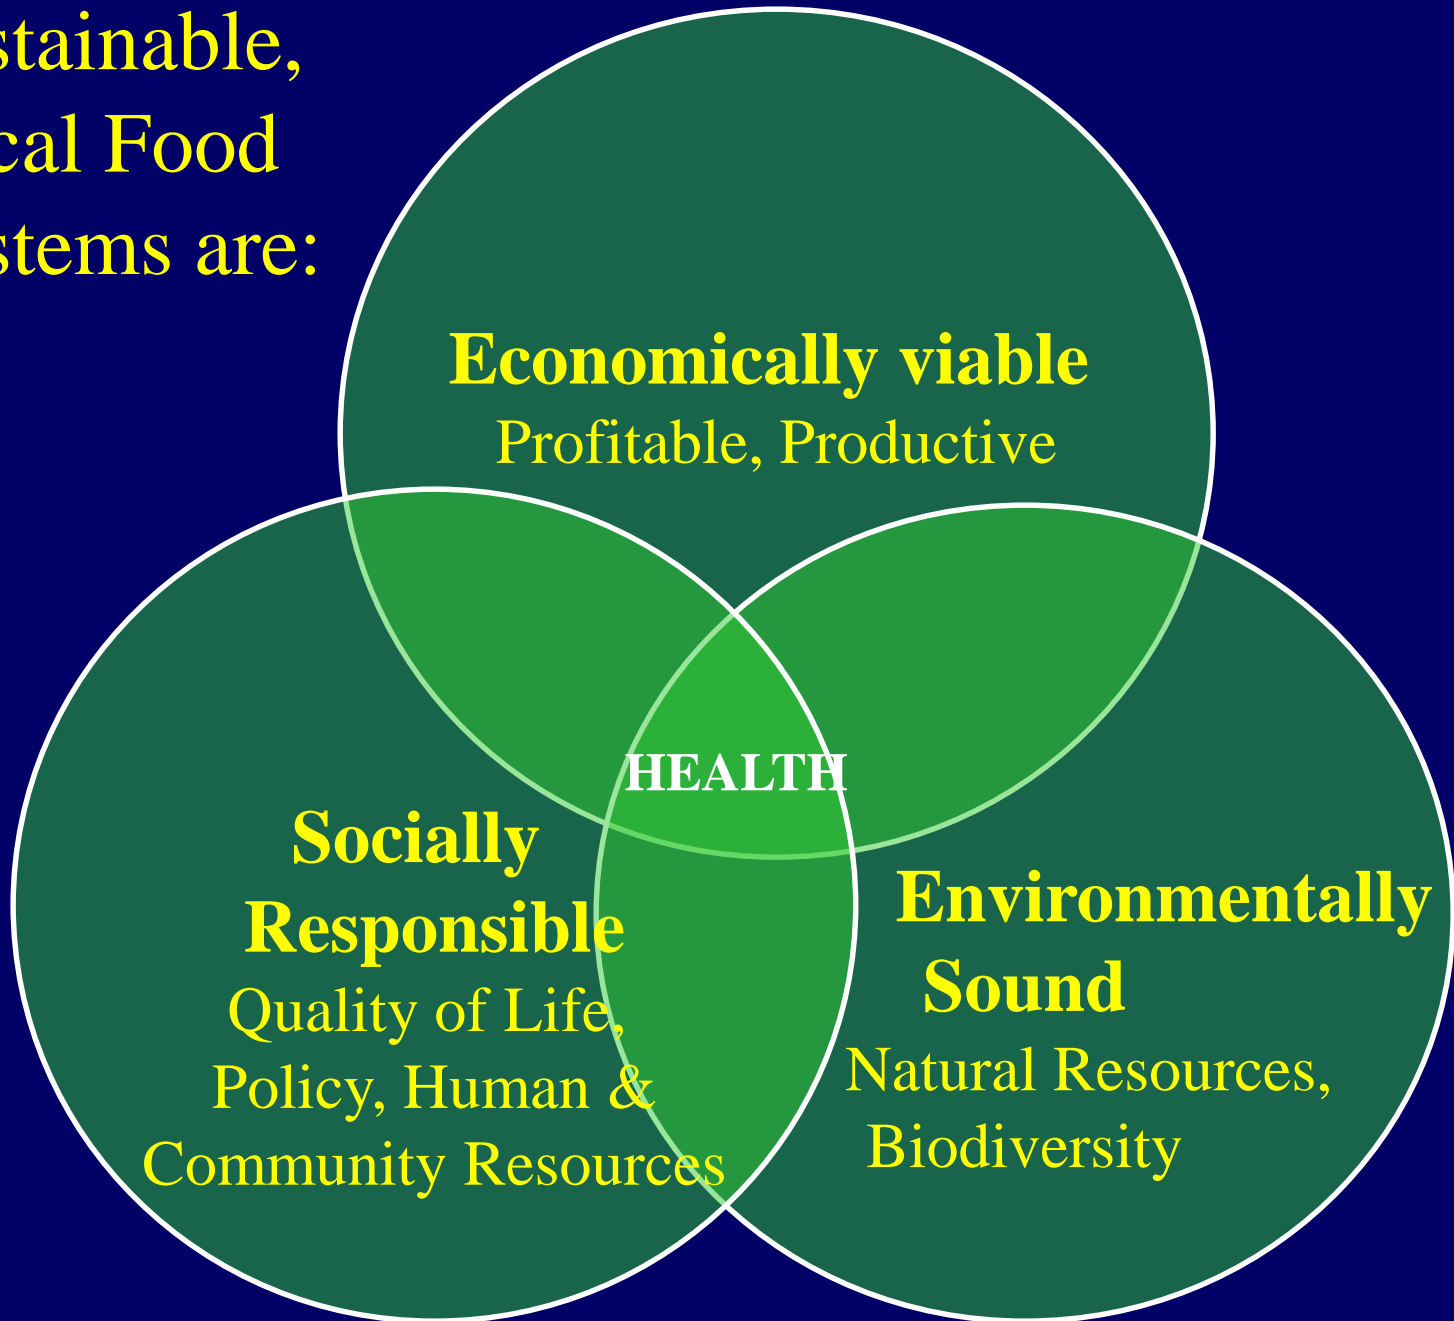 stainable,
cal Food
stems are:
Economically viable
Profitable, Productive
HEALTH
Socially
Responsible
Quality of Life,
Policy, Human &
Community Resources
Environmentally
Sound
Natural Resources,
Biodiversity